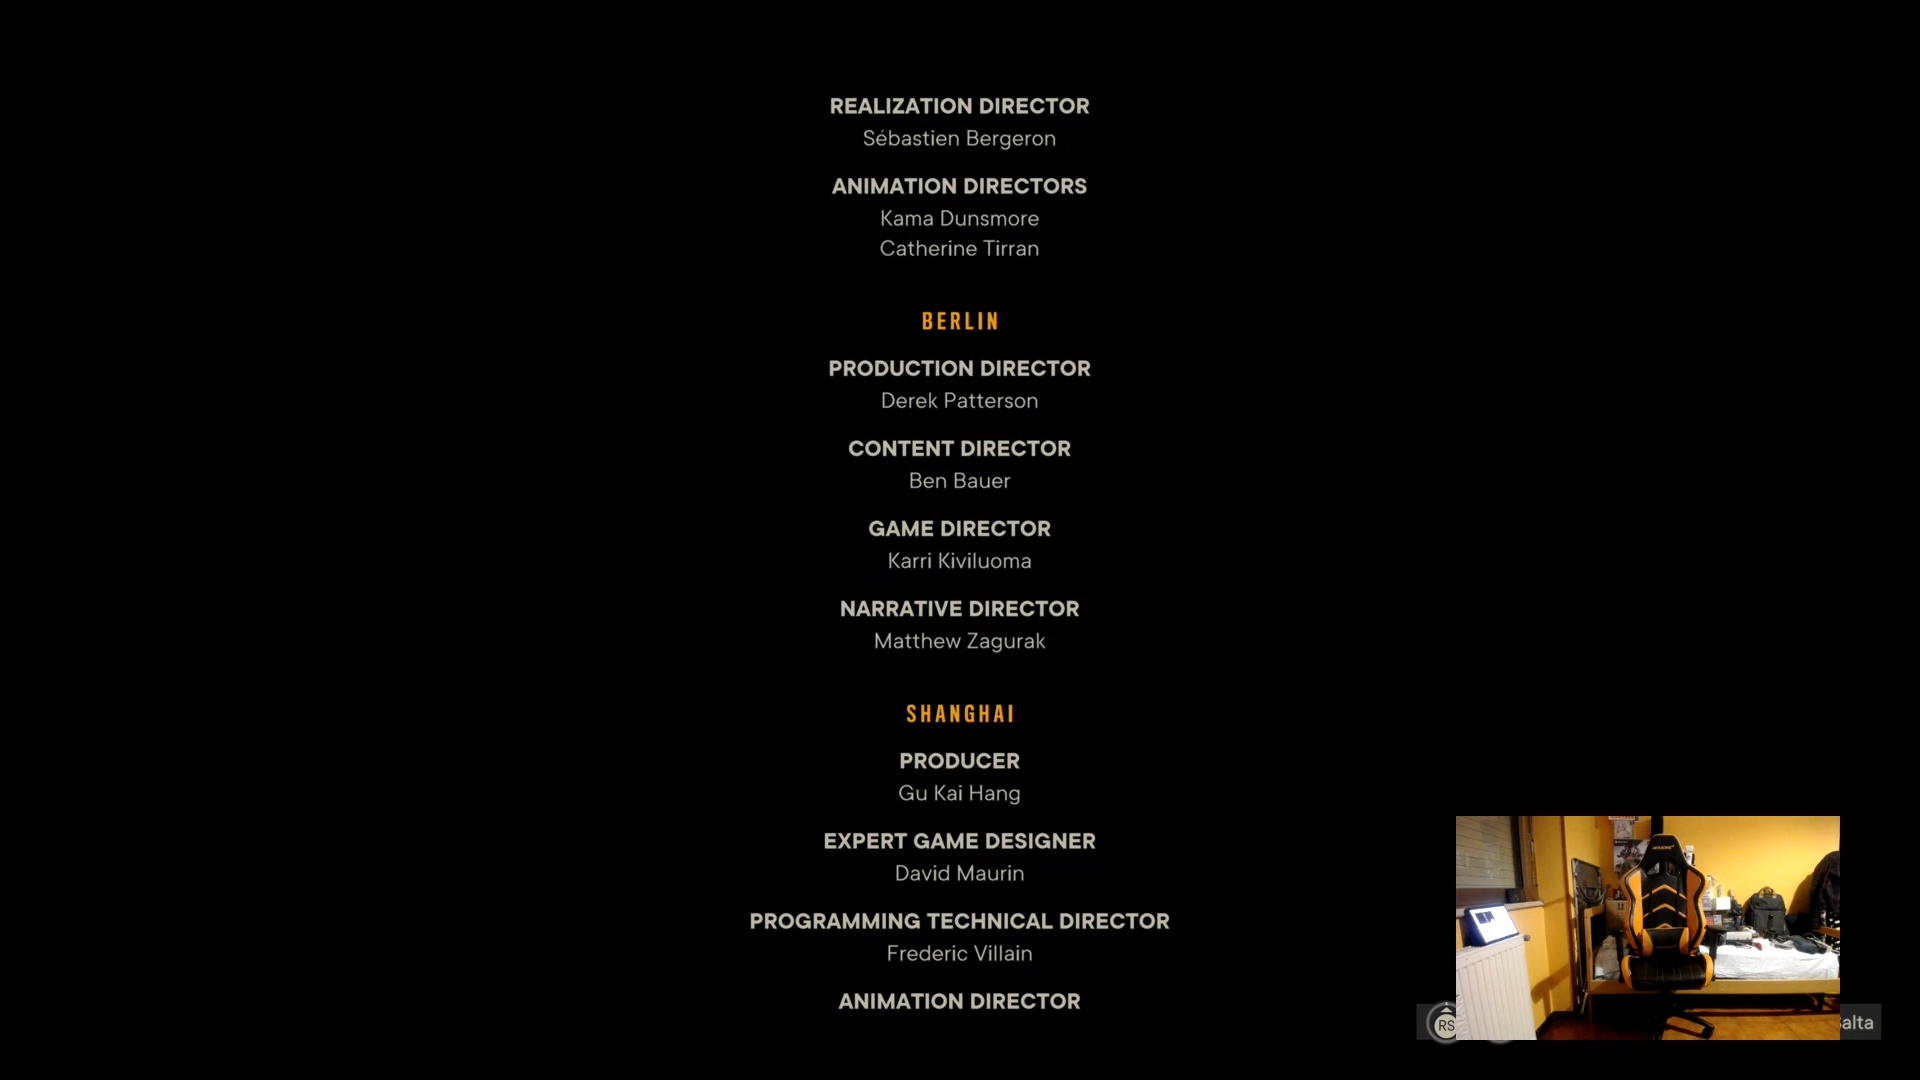 REALIZATION DIRECTOR
Sébastien Bergeron
ANIMATION DIRECTORS
Kama Dunsmore
Catherine Tirran
BERLIN
PRODUCTION DIRECTOR
Derek Patterson
CONTENT DIRECTOR
Ben Bauer
GAME DIRECTOR
Karri Kiviluoma
NARRATIVE DIRECTOR
Matthew Zagurak
SHANGHAI
PRODUCER
Gu Kai Hang
EXPERT GAME DESIGNER
David Maurin
PROGRAMMING TECHNICAL DIRECTOR
Frederic Villain
ANIMATION DIRECTOR
RS
alta